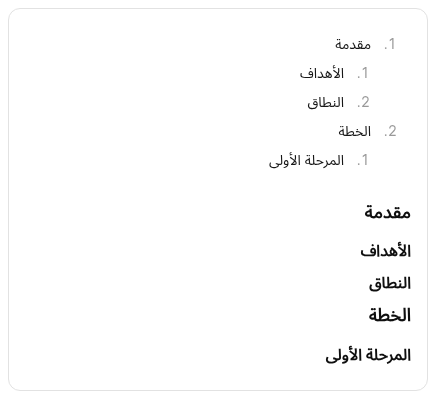 1. مقدمة
1. الأهداف
2. النطاق
2. الخطة
1. المرحلة الأولى
مقدمة
الأهداف
النطاق
الخطة
المرحلة الأولى